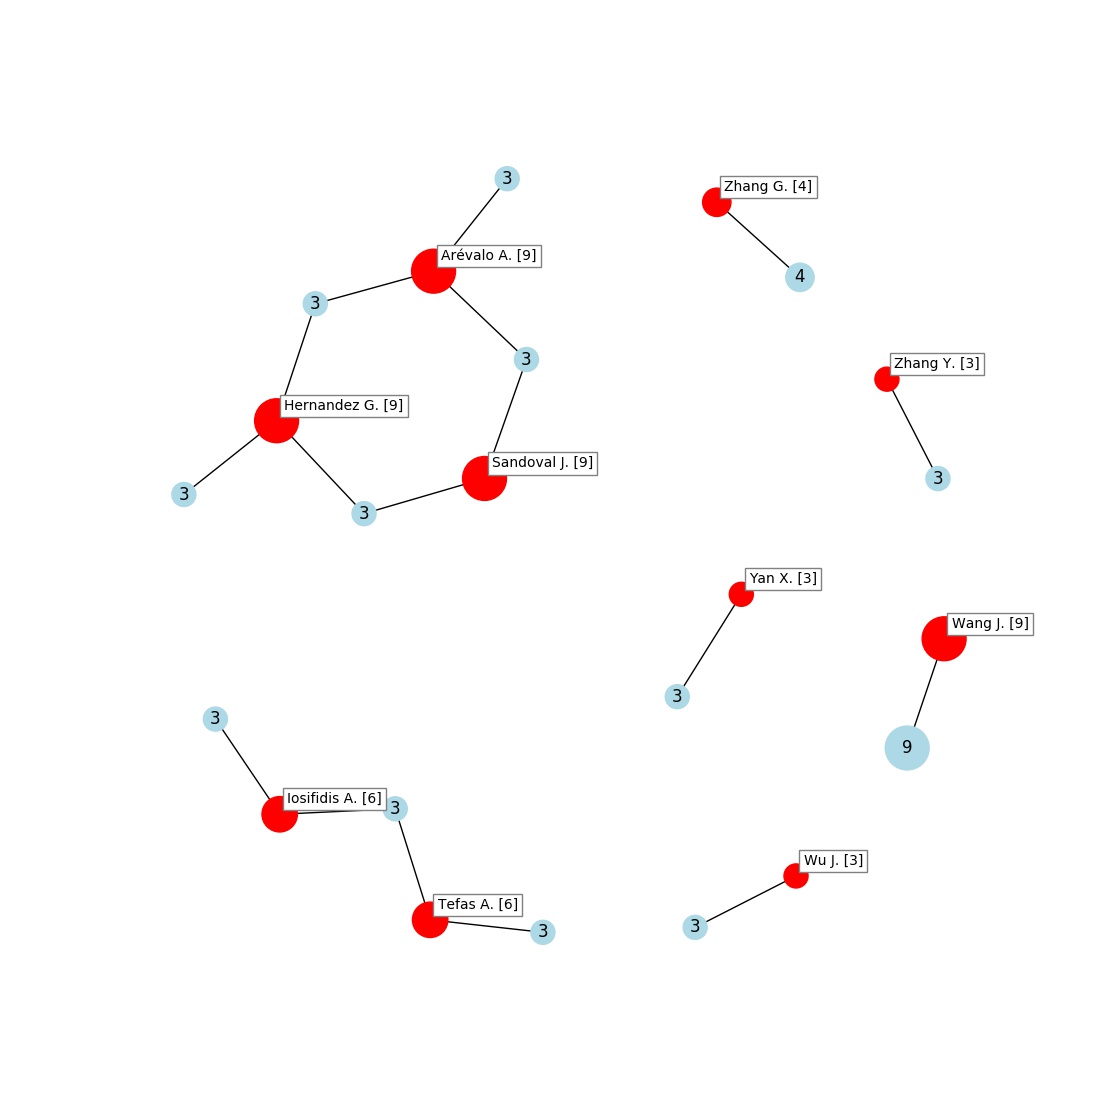 3
Zhang G. [4]
Arévalo A. [9]
4
3
3
Zhang Y. [3]
Hernandez G. [9]
Sandoval J. [9]
3
3
3
Yan X. [3]
Wang J. [9]
3
3
9
Iosifidis A. [6]
3
Wu J. [3]
Tefas A. [6]
3
3